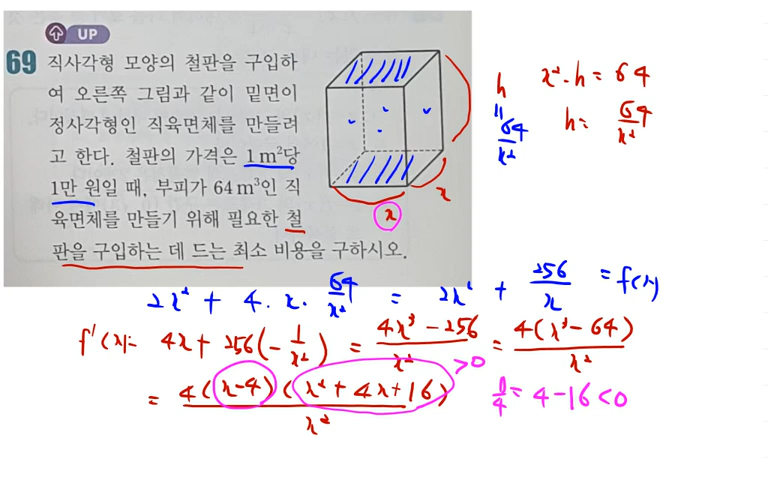 UP
69 직사각형 모양의 철판을 구입하
여 오른쪽 그림과 같이 밑면이
정사각형인 직육면체를 만들려
고 한다. 철판의 가격은 1 m²당
1만 원일 때, 부피가 64 m³인 직
육면체를 만들기 위해 필요한 철
판을 구입하는 데 드는 최소 비용을 구하시오.
x
x
h = 64/x²
x²·h = 64
h = 64/x²
2x² + 4·x·64/x² = 2x² + 256/x = f(x)
f'(x) = 4x + 256(-1/x²) = 4x³-256/x² = 4(x³-64)/x²
= 4(x-4)(x²+4x+16)/x² >0
D/4 = 4-16<0